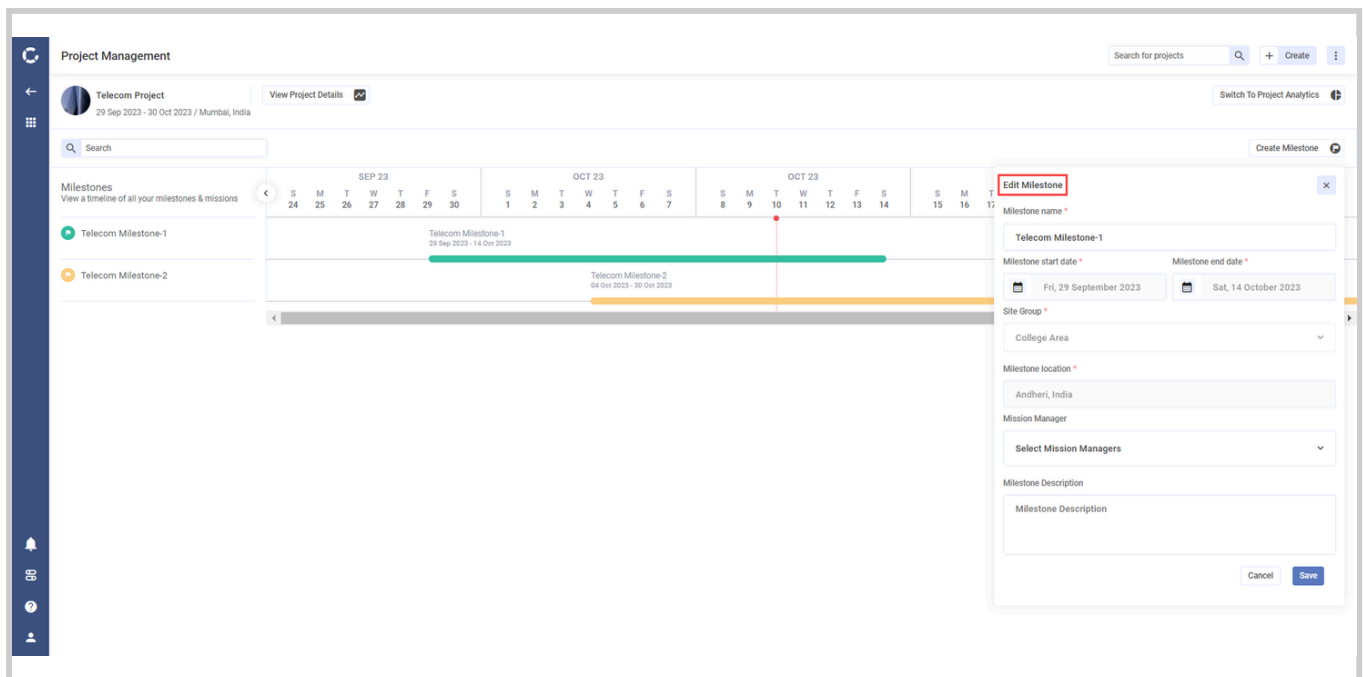 Project Management
Search for projects
+ Create
Telecom Project
29 Sep 2023 - 30 Oct 2023 / Mumbai, India
View Project Details
Switch To Project Analytics
Search
Create Milestone
Milestones
View a timeline of all your milestones & missions
SEP 23
OCT 23
OCT 23
S M T W T F S
S M T W T F S
S M T W T F S
S M T
24 25 26 27 28 29 30
1 2 3 4 5 6 7
8 9 10 11 12 13 14
15 16 17
Telecom Milestone-1
Telecom Milestone-1
29 Sep 2023 - 14 Oct 2023
Telecom Milestone-2
Telecom Milestone-2
04 Oct 2023 - 30 Oct 2023
Edit Milestone
Milestone name *
Telecom Milestone-1
Milestone start date *
Milestone end date *
Fri, 29 September 2023
Sat, 14 October 2023
Site Group *
College Area
Milestone location *
Andheri, India
Mission Manager
Select Mission Managers
Milestone Description
Milestone Description
Cancel
Save